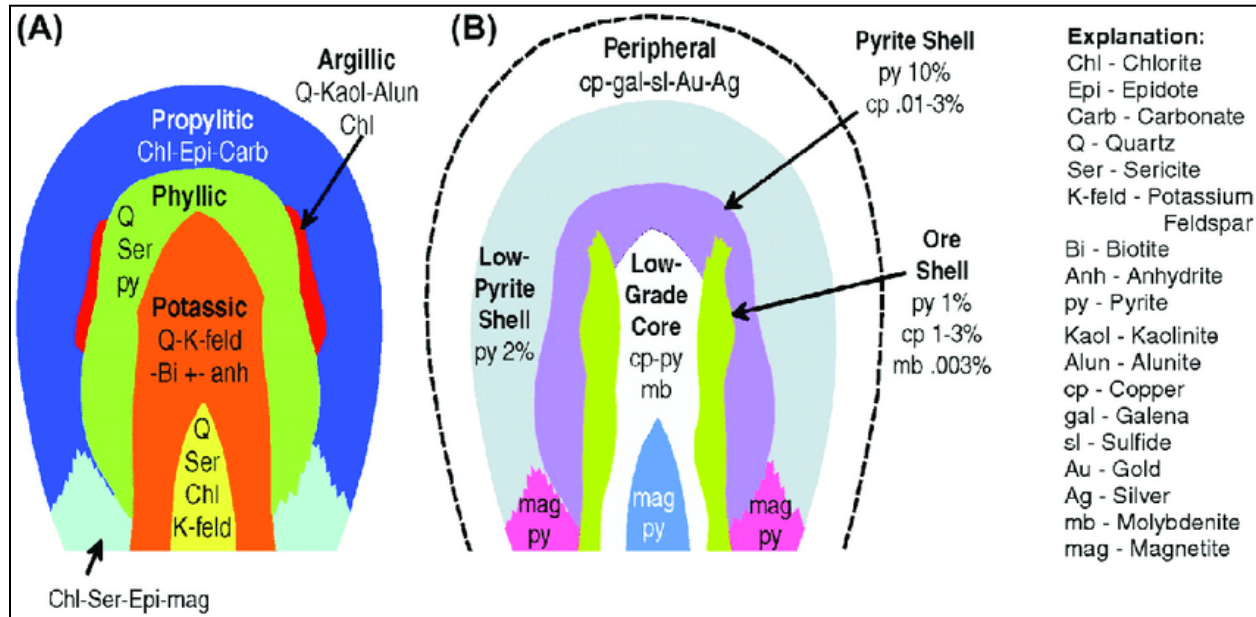 (A)
Argillic
Q-Kaol-Alun
Chl
Propylitic
Chl-Epi-Carb
Phyllic
Q
Ser
py
Potassic
Q-K-feld
-Bi +- anh
Q
Ser
Chl
K-feld
Chl-Ser-Epi-mag
(B)
Peripheral
cp-gal-sl-Au-Ag
Pyrite Shell
py 10%
cp .01-3%
Low-
Pyrite
Shell
py 2%
Low-
Grade
Core
cp-py
mb
Ore
Shell
py 1%
cp 1-3%
mb .003%
mag
py
mag
py
mag
py
Explanation:
Chl - Chlorite
Epi - Epidote
Carb - Carbonate
Q - Quartz
Ser - Sericite
K-feld - Potassium
Feldspar
Bi - Biotite
Anh - Anhydrite
py - Pyrite
Kaol - Kaolinite
Alun - Alunite
cp - Copper
gal - Galena
sl - Sulfide
Au - Gold
Ag - Silver
mb - Molybdenite
mag - Magnetite